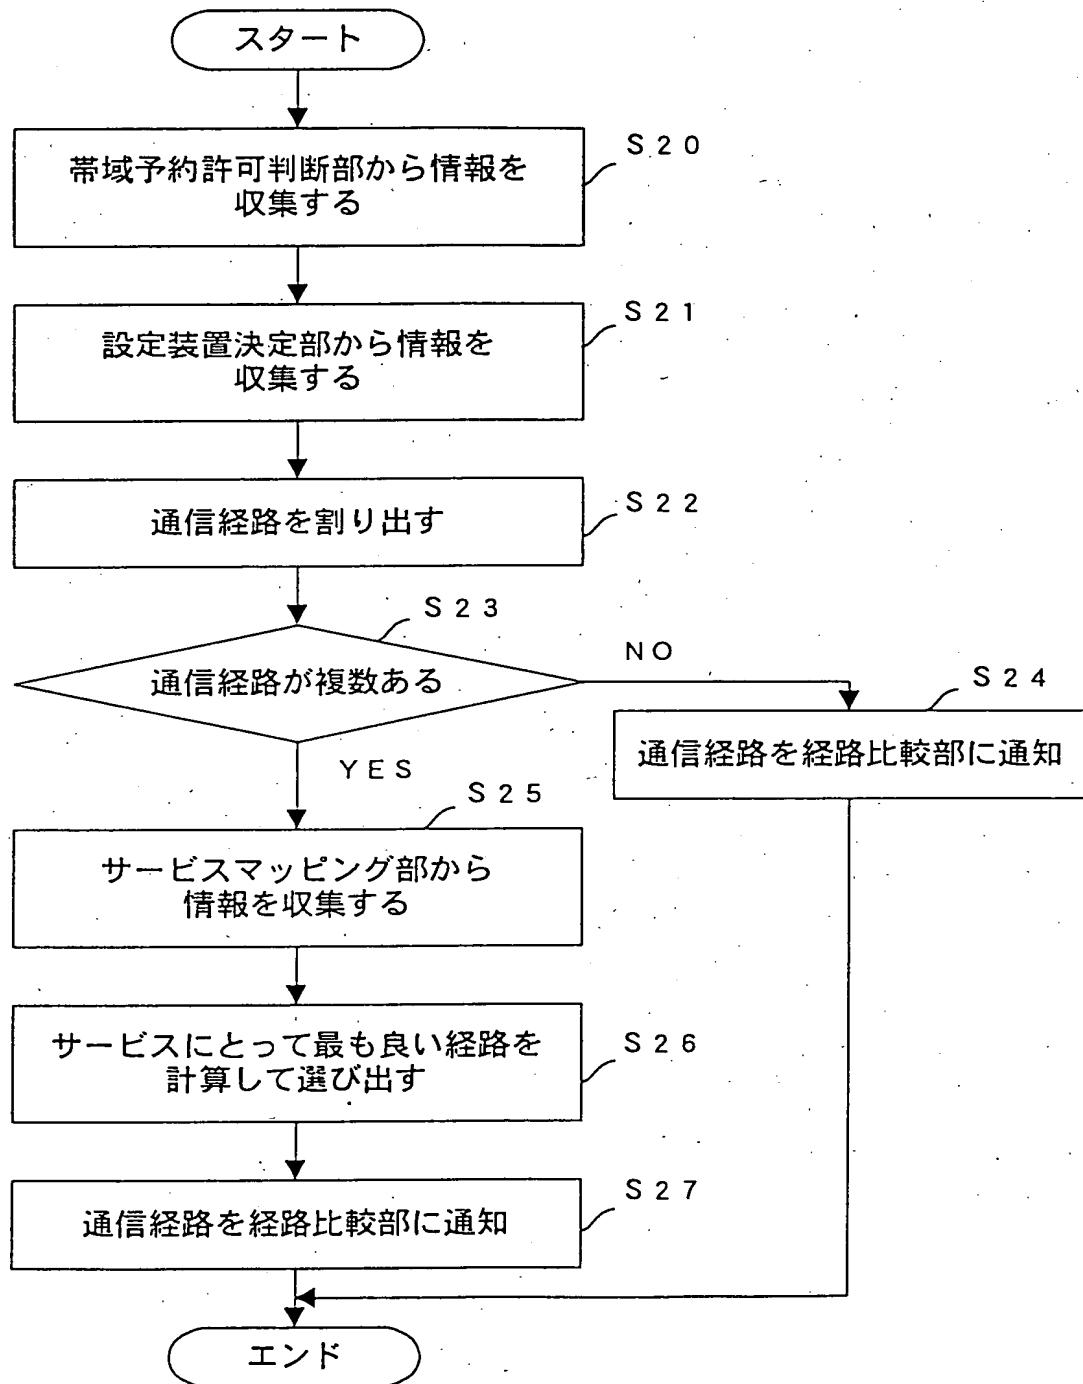 スタート
S20
帯域予約許可判断部から情報を
収集する
S21
設定装置決定部から情報を
収集する
S22
通信経路を割り出す
S23
通信経路が複数ある
NO
S24
通信経路を経路比較部に通知
YES
S25
サービスマッピング部から
情報を収集する
S26
サービスにとって最も良い経路を
計算して選び出す
S27
通信経路を経路比較部に通知
エンド